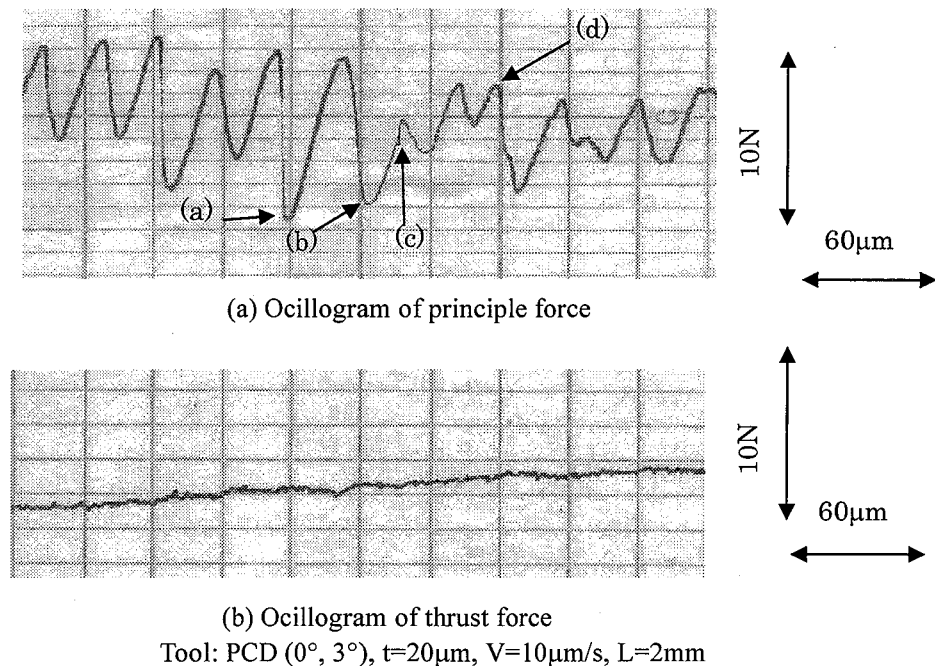 (d)
10N
(a)
(b)
(c)
60μm
(a) Ocillogram of principle force
10N
60μm
(b) Ocillogram of thrust force
Tool: PCD (0°, 3°), t=20μm, V=10μm/s, L=2mm